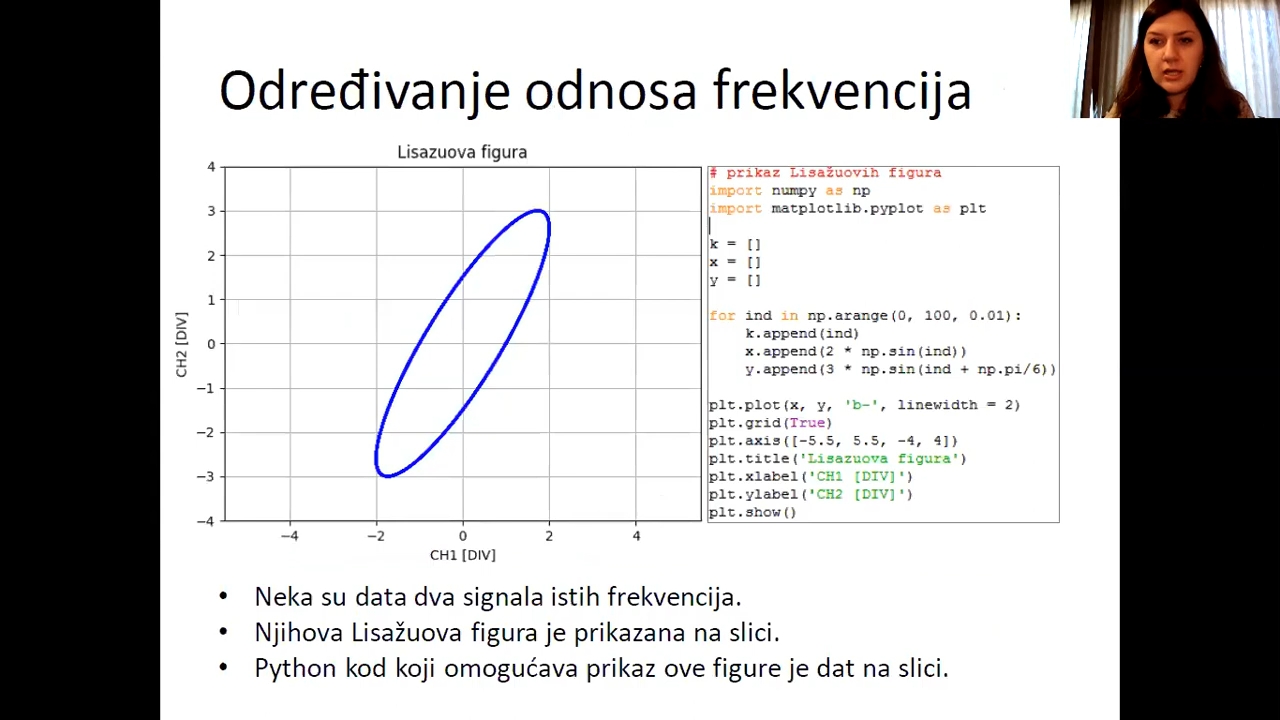 Određivanje odnosa frekvencija
Lisazuova figura
4
3
2
1
0
−1
−2
−3
−4
CH2 [DIV]
−4 −2 0 2 4
CH1 [DIV]
# prikaz Lisažuovih figura
import numpy as np
import matplotlib.pyplot as plt
k = []
x = []
y = []
for ind in np.arange(0, 100, 0.01):
    k.append(ind)
    x.append(2 * np.sin(ind))
    y.append(3 * np.sin(ind + np.pi/6))
plt.plot(x, y, 'b-', linewidth = 2)
plt.grid(True)
plt.axis([-5.5, 5.5, -4, 4])
plt.title('Lisazuova figura')
plt.xlabel('CH1 [DIV]')
plt.ylabel('CH2 [DIV]')
plt.show()
• Neka su data dva signala istih frekvencija.
• Njihova Lisažuova figura je prikazana na slici.
• Python kod koji omogućava prikaz ove figure je dat na slici.